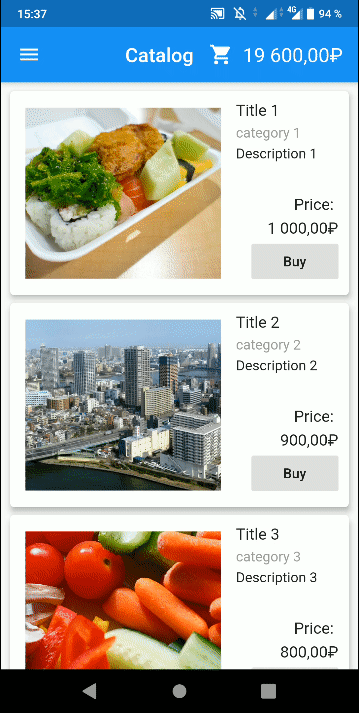 15:37 4G 94 %
Catalog 19 600,00₽
Title 1
category 1
Description 1
Price:
1 000,00₽
Buy
Title 2
category 2
Description 2
Price:
900,00₽
Buy
Title 3
category 3
Description 3
Price:
800,00₽